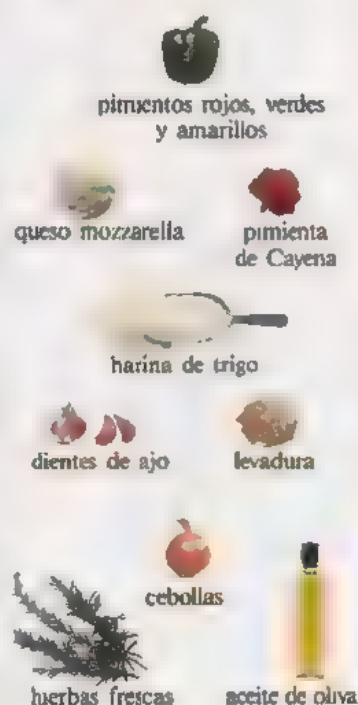 pimientos rojos, verdes
y amarillos
queso mozzarella
pimienta
de Cayena
harina de trigo
dientes de ajo
levadura
cebollas
hierbas frescas
aceite de oliva